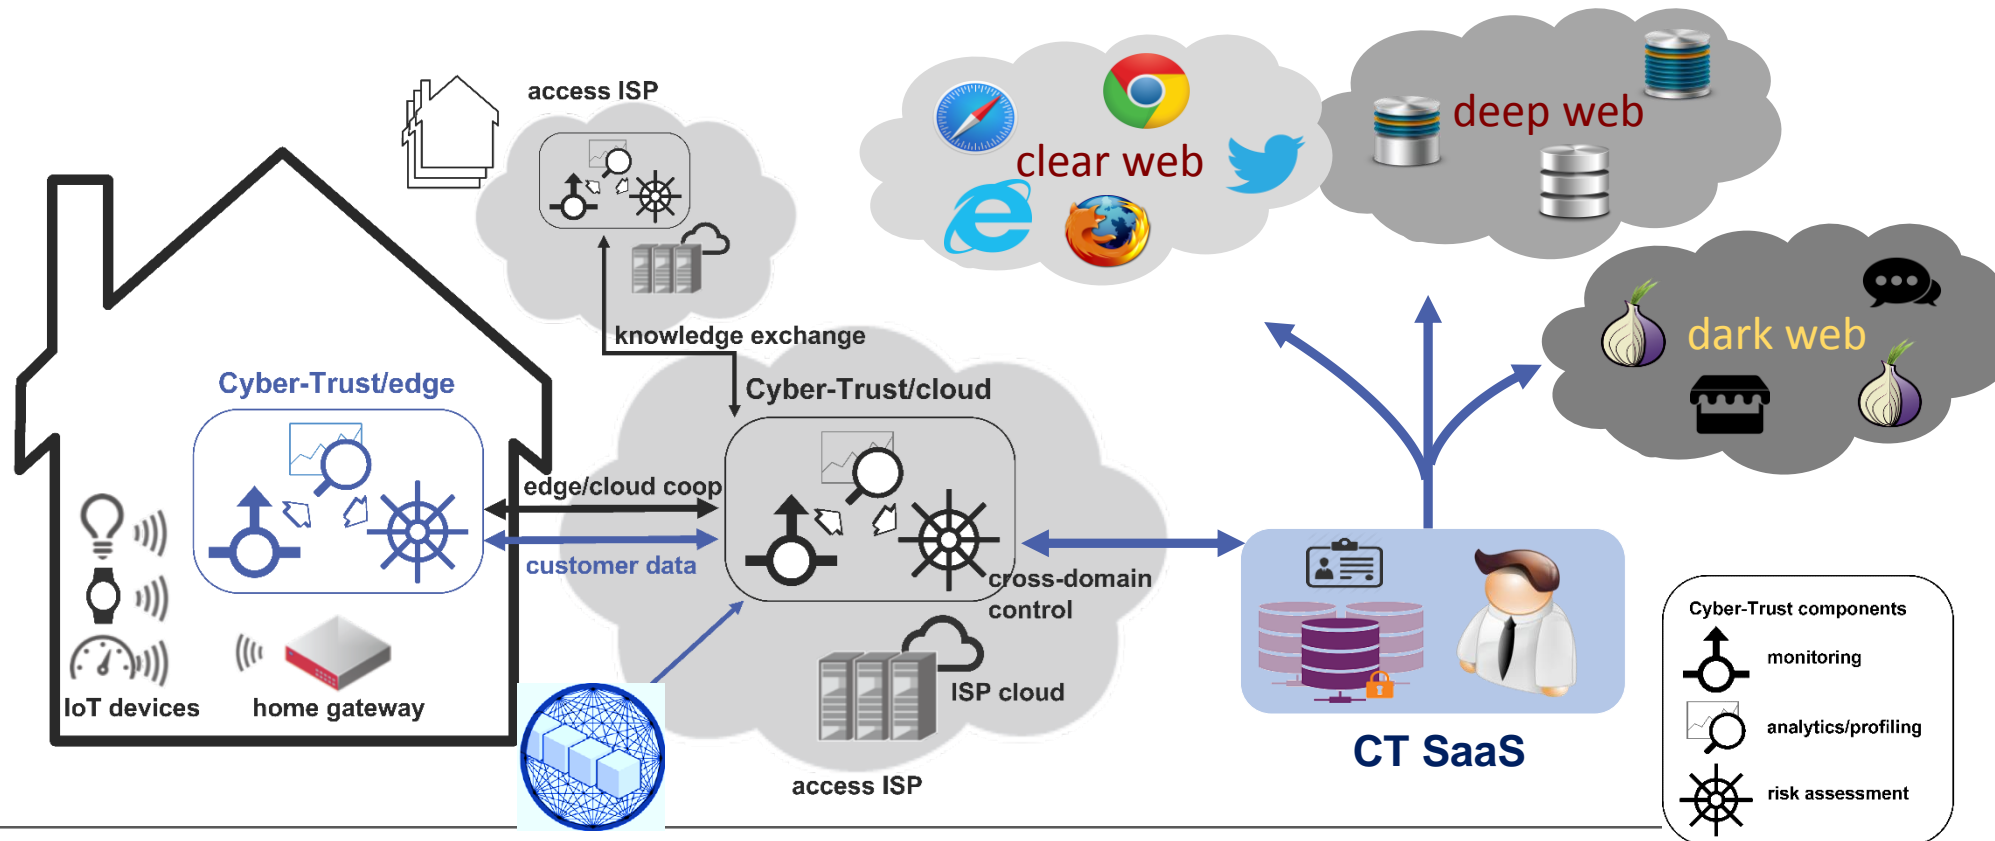 access ISP
clear web
deep web
knowledge exchange
dark web
Cyber-Trust/edge
Cyber-Trust/cloud
edge/cloud coop
customer data
cross-domain
control
IoT devices
home gateway
ISP cloud
access ISP
CT SaaS
Cyber-Trust components
monitoring
analytics/profiling
risk assessment